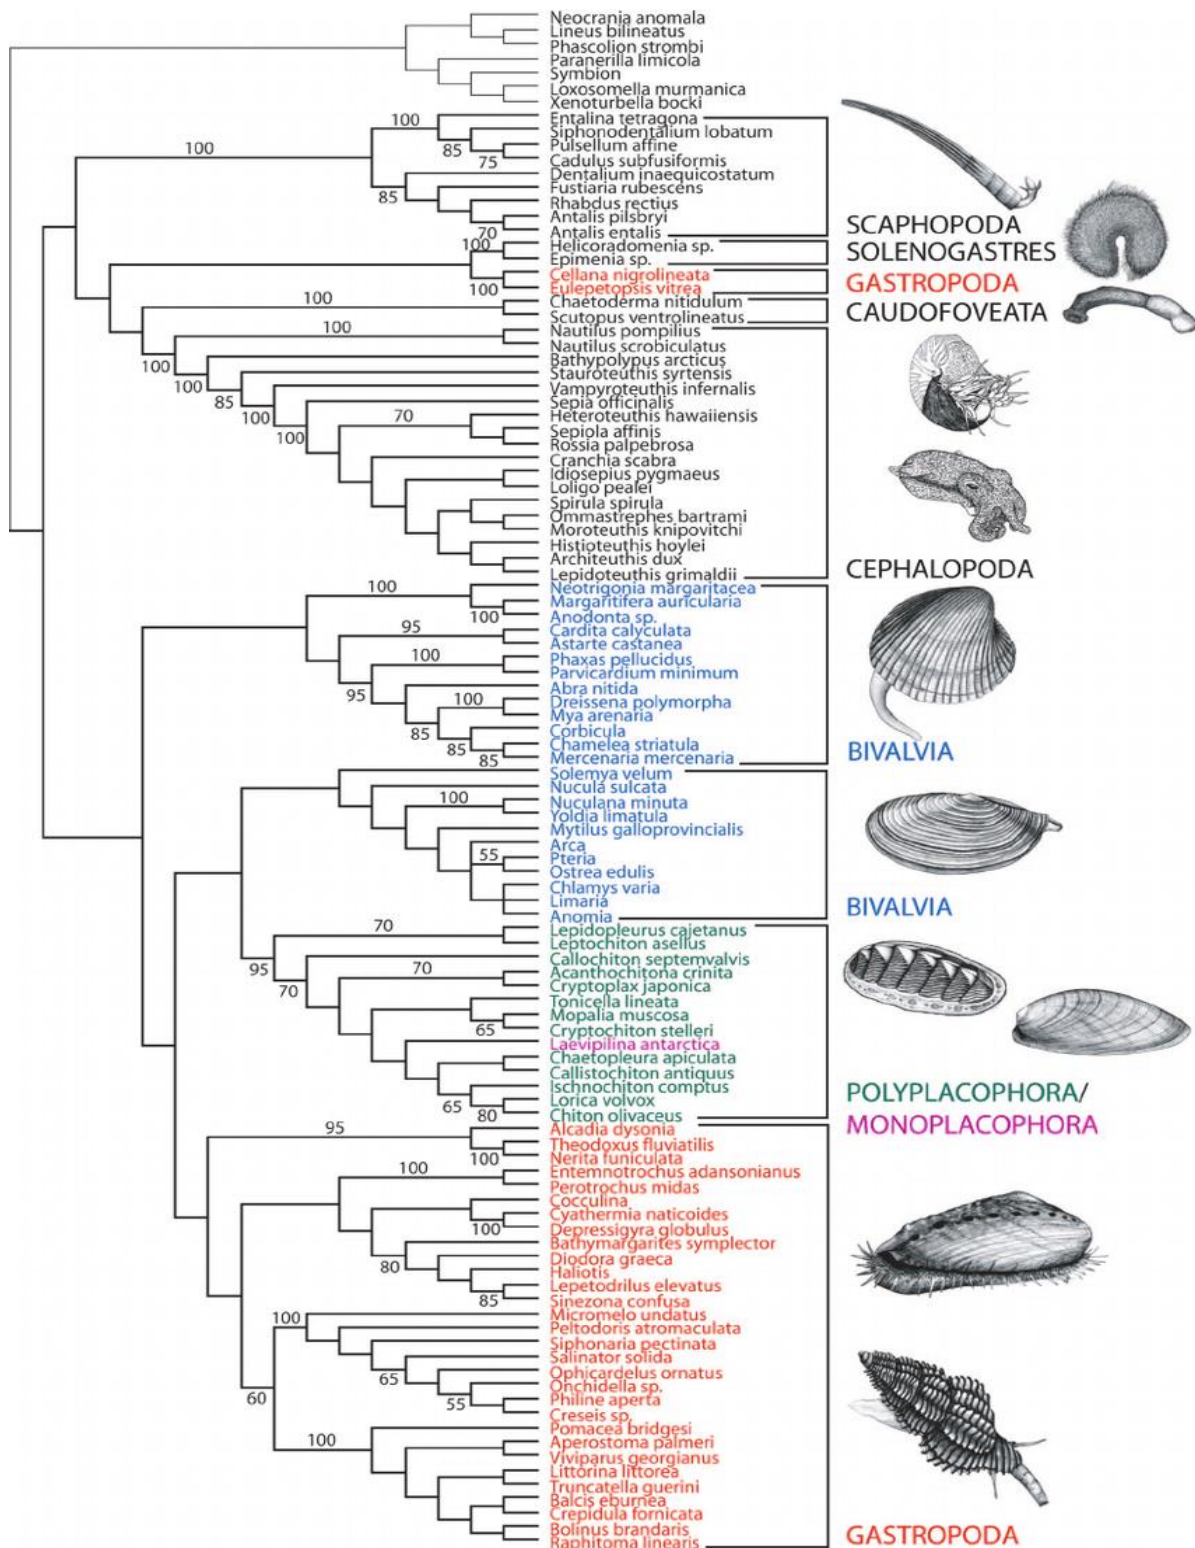 Neocrania anomala
Lineus bilineatus
Phascolion strombi
Paranerilla limicola
Symbion
Loxosomella murmanica
Xenoturbella bocki
Entalina tetragona
100
Siphonodentalium lobatum
100
Pulsellum affine
85
Cadulus subfusiformis
75
Dentalium inaequicostatum
Fustiaria rubescens
85
Rhabdus rectius
Antalis pilsbryi
Antalis entalis
70
SCAPHOPODA
Helicoradomenia sp.
100
Epimenia sp.
SOLENOGASTRES
Cellana nigrolineata
Eulepetopsis vitrea
100
GASTROPODA
Chaetoderma nitidulum
100
Scutopus ventrolineatus
CAUDOFOVEATA
Nautilus pompilius
100
Nautilus scrobiculatus
100
Bathypolypus arcticus
Stauroteuthis syrtensis
100
Vampyroteuthis infernalis
85
Sepia officinalis
100
Heteroteuthis hawaiiensis
70
Sepiola affinis
100
Rossia palpebrosa
Cranchia scabra
Idiosepius pygmaeus
Loligo pealei
Spirula spirula
Ommastrephes bartrami
Moroteuthis knipovitchi
Histioteuthis hoylei
Architeuthis dux
Lepidoteuthis grimaldii
CEPHALOPODA
Neotrigonia margaritacea
100
Margaritifera auricularia
100
Anodonta sp.
Cardita calyculata
95
Astarte castanea
Phaxas pellucidus
100
Parvicardium minimum
95
Abra nitida
Dreissena polymorpha
100
Mya arenaria
85
Corbicula
85
Chamelea striatula
85
Mercenaria mercenaria
BIVALVIA
Solemya velum
Nucula sulcata
Nuculana minuta
100
Yoldia limatula
Mytilus galloprovincialis
Arca
55
Pteria
Ostrea edulis
Chlamys varia
Limaria
Anomia
BIVALVIA
Lepidopleurus cajetanus
70
Leptochiton asellus
Callochiton septemvalvis
95
Acanthochitona crinita
70
Cryptoplax japonica
70
Tonicella lineata
Mopalia muscosa
65
Cryptochiton stelleri
Laevipilina antarctica
Chaetopleura apiculata
Callistochiton antiquus
Ischnochiton comptus
65
Lorica volvox
80
Chiton olivaceus
POLYPLACOPHORA/
MONOPLACOPHORA
Alcadia dysonia
95
Theodoxus fluviatilis
100
Nerita funiculata
Entemnotrochus adansonianus
100
Perotrochus midas
Cocculina
Cyathermia naticoides
100
Depressigyra globulus
Bathymargarites symplector
80
Diodora graeca
Haliotis
Lepetodrilus elevatus
85
Sinezona confusa
Micromelo undatus
100
Peltodoris atromaculata
Siphonaria pectinata
Salinator solida
65
Ophicardelus ornatus
Onchidella sp.
60
Philine aperta
55
Creseis sp.
Pomacea bridgesi
100
Aperostoma palmeri
Viviparus georgianus
Littorina littorea
Truncatella guerini
Balcis eburnea
Crepidula fornicata
Bolinus brandaris
Raphitoma linearis
GASTROPODA